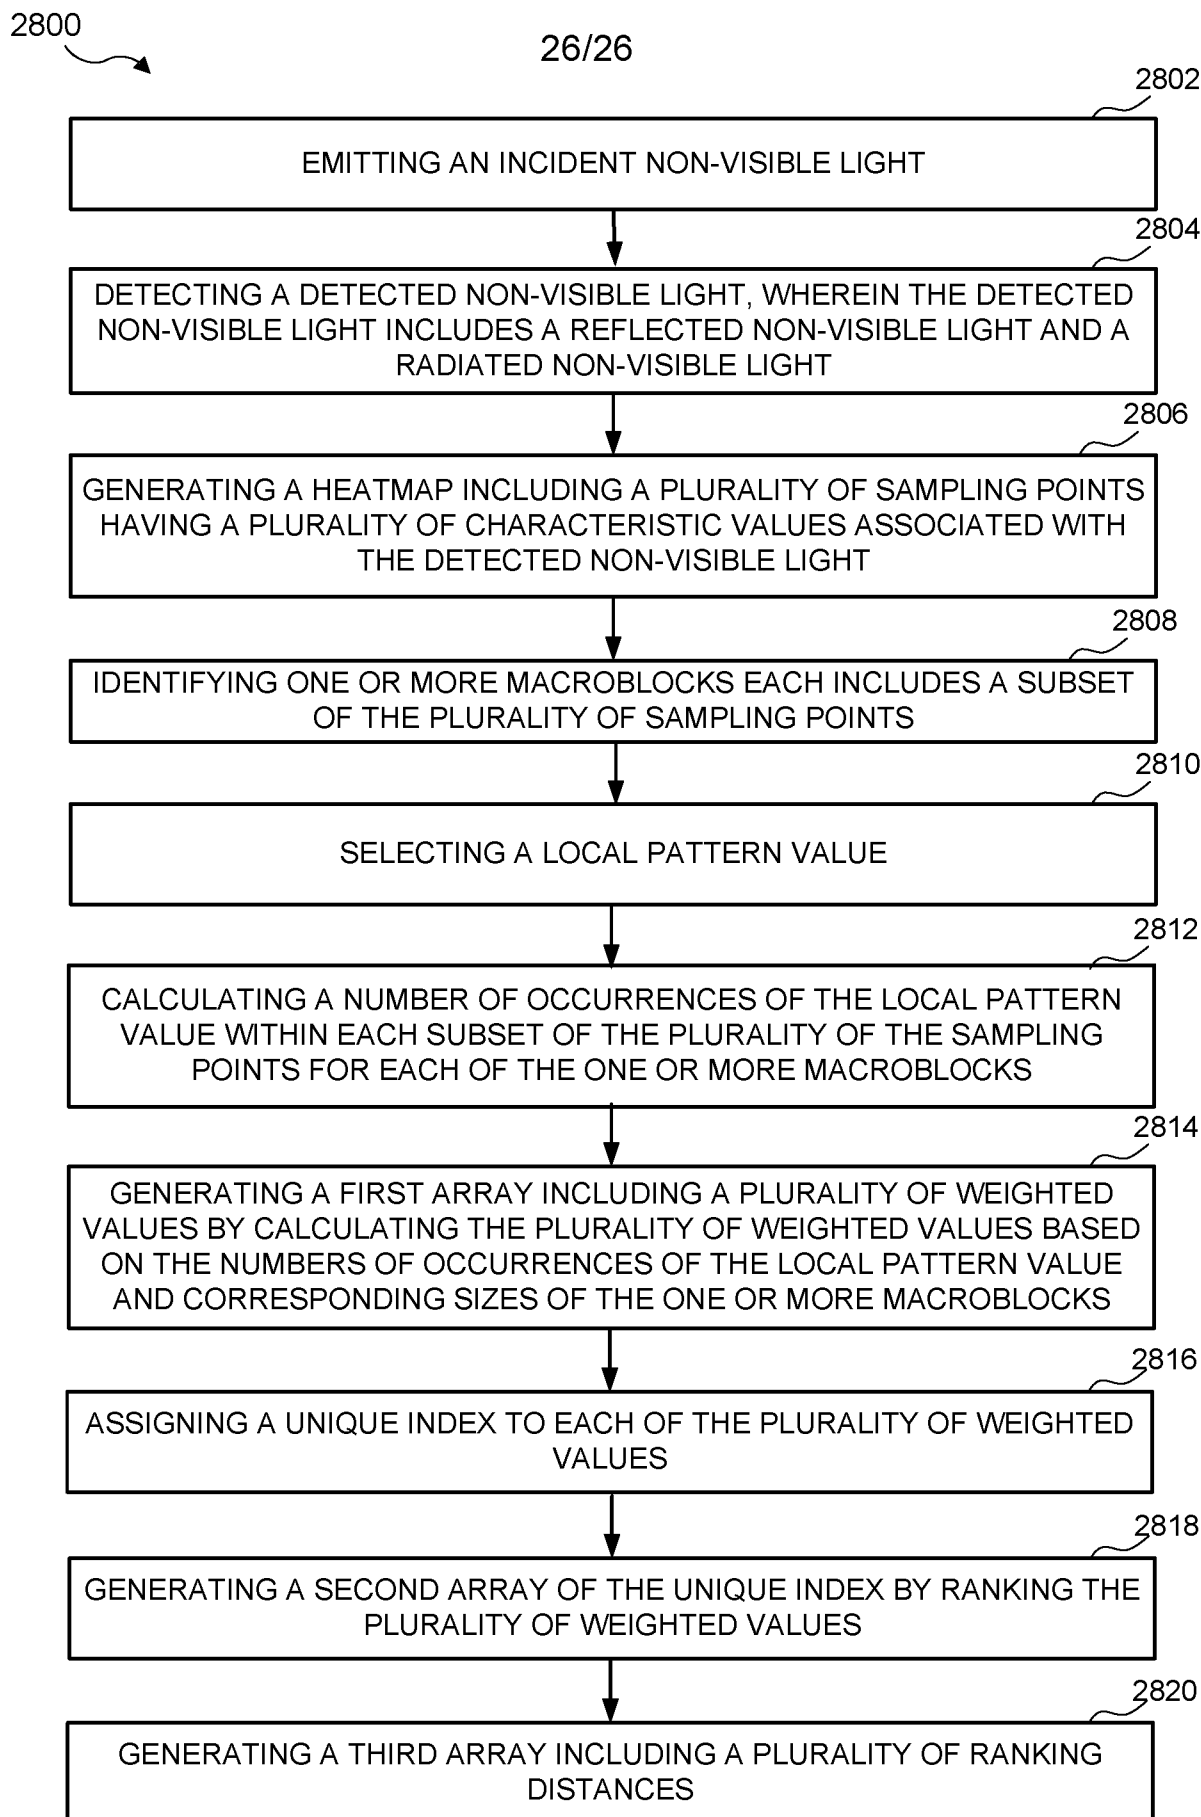 2800
26/26
2802
EMITTING AN INCIDENT NON-VISIBLE LIGHT
2804
DETECTING A DETECTED NON-VISIBLE LIGHT, WHEREIN THE DETECTED
NON-VISIBLE LIGHT INCLUDES A REFLECTED NON-VISIBLE LIGHT AND A
RADIATED NON-VISIBLE LIGHT
2806
GENERATING A HEATMAP INCLUDING A PLURALITY OF SAMPLING POINTS
HAVING A PLURALITY OF CHARACTERISTIC VALUES ASSOCIATED WITH
THE DETECTED NON-VISIBLE LIGHT
2808
IDENTIFYING ONE OR MORE MACROBLOCKS EACH INCLUDES A SUBSET
OF THE PLURALITY OF SAMPLING POINTS
2810
SELECTING A LOCAL PATTERN VALUE
2812
CALCULATING A NUMBER OF OCCURRENCES OF THE LOCAL PATTERN
VALUE WITHIN EACH SUBSET OF THE PLURALITY OF THE SAMPLING
POINTS FOR EACH OF THE ONE OR MORE MACROBLOCKS
2814
GENERATING A FIRST ARRAY INCLUDING A PLURALITY OF WEIGHTED
VALUES BY CALCULATING THE PLURALITY OF WEIGHTED VALUES BASED
ON THE NUMBERS OF OCCURRENCES OF THE LOCAL PATTERN VALUE
AND CORRESPONDING SIZES OF THE ONE OR MORE MACROBLOCKS
2816
ASSIGNING A UNIQUE INDEX TO EACH OF THE PLURALITY OF WEIGHTED
VALUES
2818
GENERATING A SECOND ARRAY OF THE UNIQUE INDEX BY RANKING THE
PLURALITY OF WEIGHTED VALUES
2820
GENERATING A THIRD ARRAY INCLUDING A PLURALITY OF RANKING
DISTANCES